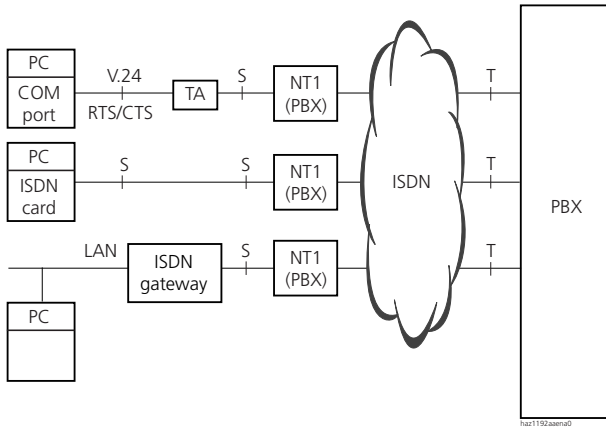 PC
COM
port
V.24
RTS/CTS
TA
S
NT1
(PBX)
T
PC
ISDN
card
S
S
NT1
(PBX)
ISDN
T
PBX
LAN
ISDN
gateway
S
NT1
(PBX)
T
PC
haz1192aaena0